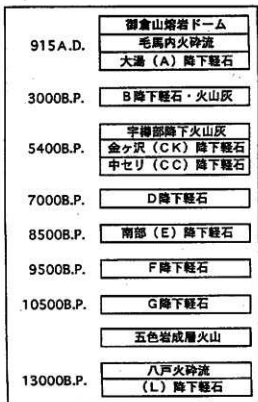 御倉山熔岩ドーム
915A.D. 毛馬内火砕流
大湯（A）降下軽石
3000B.P. B降下軽石・火山灰
宇樽部降下火山灰
5400B.P. 金ヶ沢（CK）降下軽石
中セリ（CC）降下軽石
7000B.P. D降下軽石
8500B.P. 南部（E）降下軽石
9500B.P. F降下軽石
10500B.P. G降下軽石
五色岩成層火山
13000B.P. 八戸火砕流
（L）降下軽石